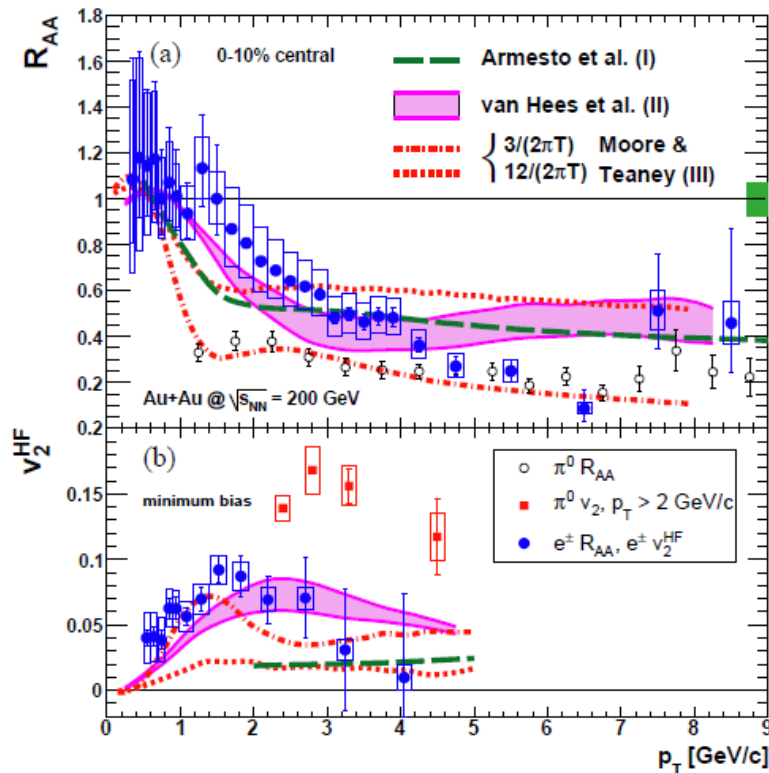 R_AA
1.8
1.6
1.4
1.2
1
0.8
0.6
0.4
0.2
(a) 0-10% central
Armesto et al. (I)
van Hees et al. (II)
3/(2πT) Moore &
12/(2πT) Teaney (III)
Au+Au @ √s_NN = 200 GeV
v_2^HF
0.2
0.15
0.1
0.05
0
(b)
minimum bias
π⁰ R_AA
π⁰ v_2, p_T > 2 GeV/c
e± R_AA, e± v_2^HF
0 1 2 3 4 5 6 7 8 9
p_T [GeV/c]